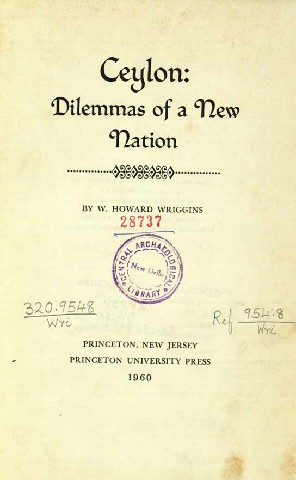 Ceylon:
Dilemmas of a New
Nation
BY W. HOWARD WRIGGINS
28737
CENTRAL ARCHAEOLOGICAL
New Delhi
LIBRARY
320.9548
Wri
Ref 954.8
Wri
PRINCETON, NEW JERSEY
PRINCETON UNIVERSITY PRESS
1960